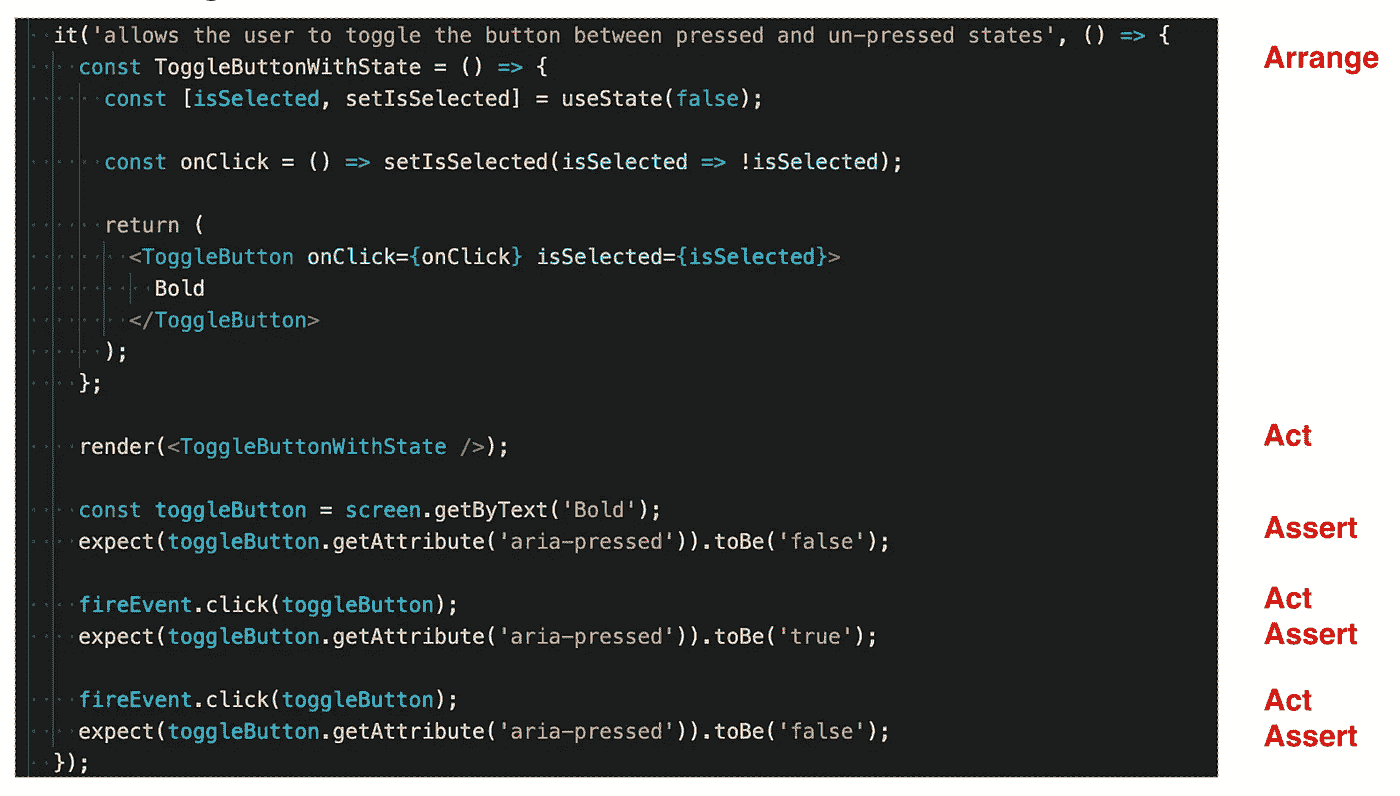 it('allows the user to toggle the button between pressed and un-pressed states', () => {
Arrange
const ToggleButtonWithState = () => {
const [isSelected, setIsSelected] = useState(false);
const onClick = () => setIsSelected(isSelected => !isSelected);
return (
<ToggleButton onClick={onClick} isSelected={isSelected}>
Bold
</ToggleButton>
);
};
render(<ToggleButtonWithState />);
Act
const toggleButton = screen.getByText('Bold');
Assert
expect(toggleButton.getAttribute('aria-pressed')).toBe('false');
fireEvent.click(toggleButton);
Act
expect(toggleButton.getAttribute('aria-pressed')).toBe('true');
Assert
fireEvent.click(toggleButton);
Act
expect(toggleButton.getAttribute('aria-pressed')).toBe('false');
Assert
});